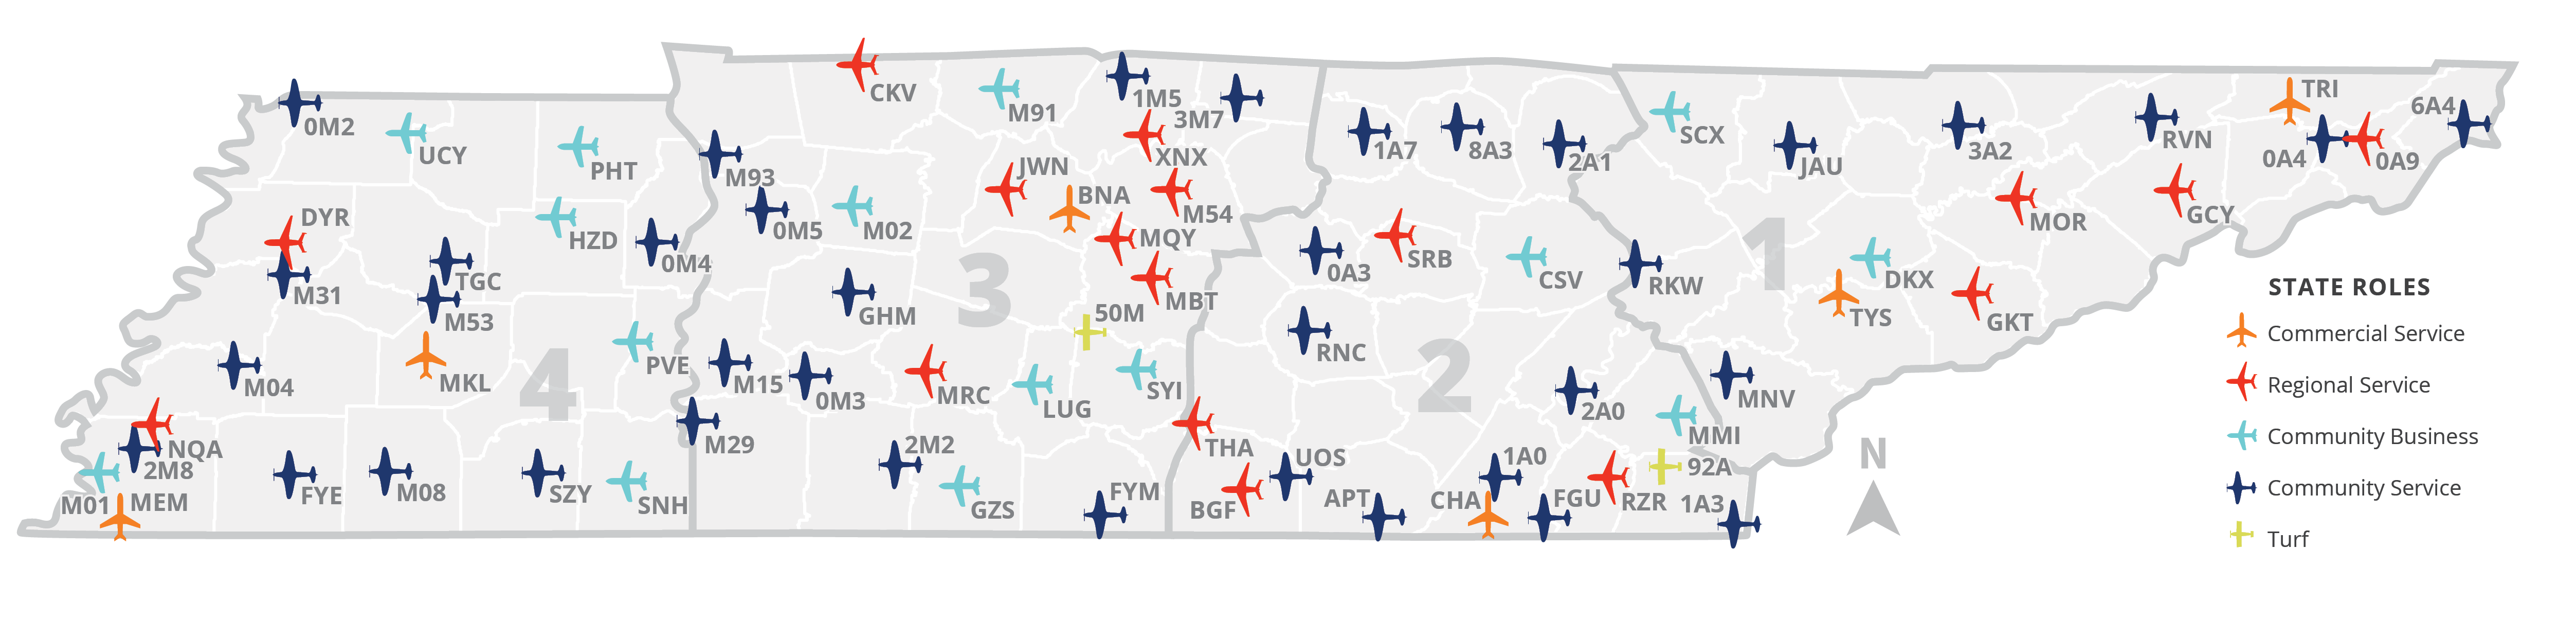 CKV
TRI
M91
1M5
3M7
6A4
0M2
UCY
RVN
1A7
8A3
3A2
2A1
SCX
XNX
0A4
0A9
PHT
JWN
JAU
M93
BNA
DYR
M54
GCY
MOR
HZD
0M5
M02
MQY
1
0M4
0A3
SRB
CSV
RKW
DKX
TGC
M31
3
MBT
STATE ROLES
GHM
50M
M53
TYS
GKT
Commercial Service
RNC
PVE
MKL
4
M04
M15
0M3
MRC
LUG
SYI
2
2A0
MNV
Regional Service
NQA
2M8
M29
2M2
THA
UOS
1A0
MMI
N
Community Business
92A
M01
MEM
FYE
M08
SZY
SNH
GZS
FYM
BGF
APT
CHA
FGU
RZR
1A3
Community Service
Turf